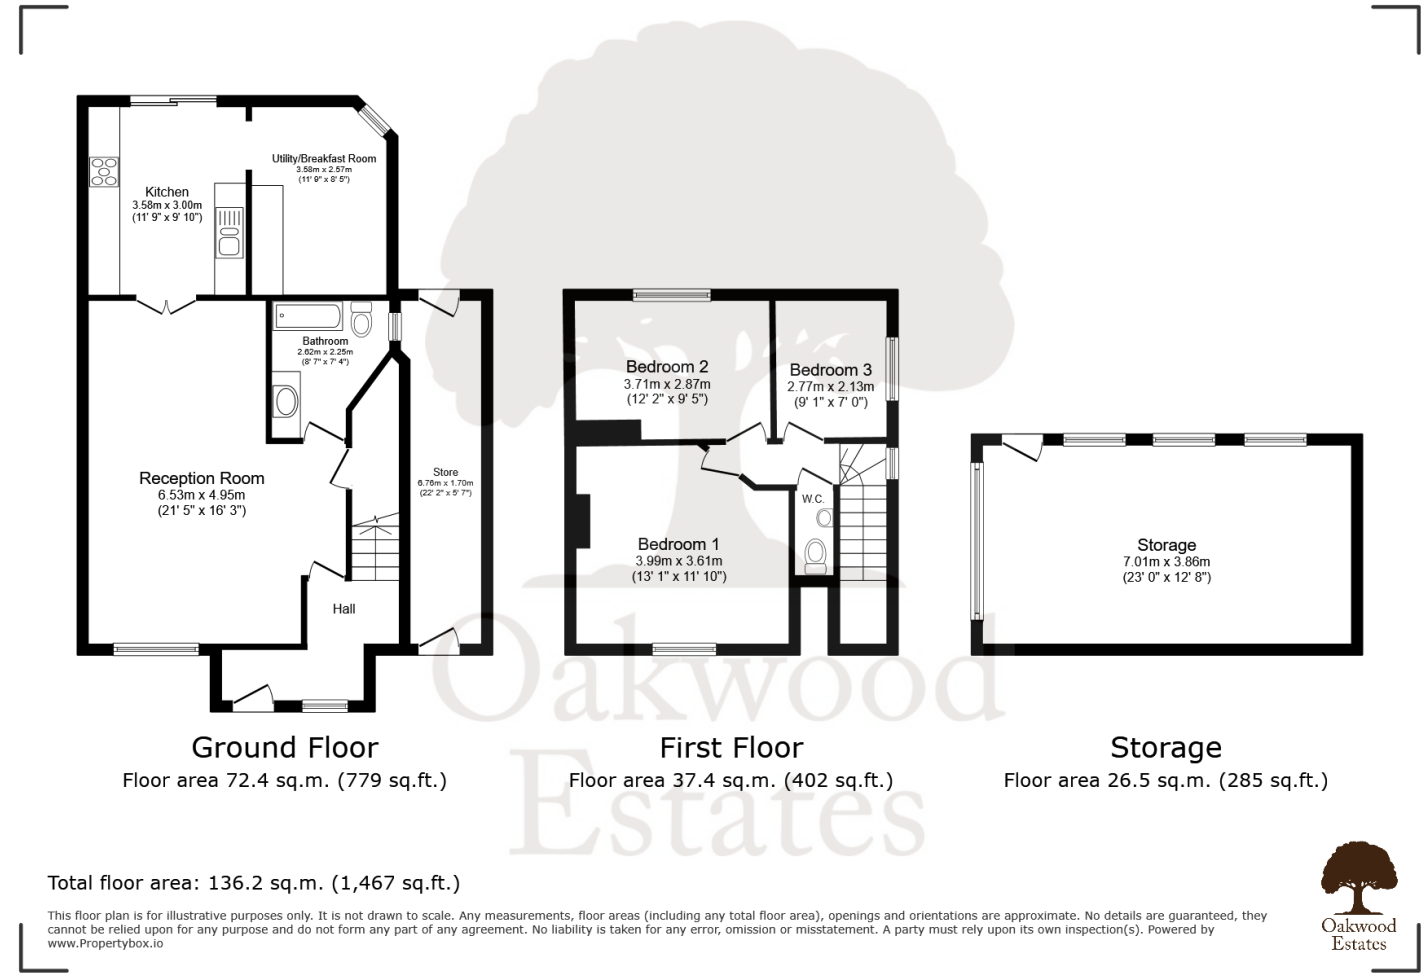 Utility/Breakfast Room
3.58m x 2.57m
(11' 9" x 8' 5")
Kitchen
3.58m x 3.00m
(11' 9" x 9' 10")
Bathroom
2.62m x 2.25m
(8' 7" x 7' 4")
Reception Room
6.53m x 4.95m
(21' 5" x 16' 3")
Store
6.76m x 1.70m
(22' 2" x 5' 7")
Hall
Bedroom 2
3.71m x 2.87m
(12' 2" x 9' 5")
Bedroom 3
2.77m x 2.13m
(9' 1" x 7' 0")
W.C.
Bedroom 1
3.99m x 3.61m
(13' 1" x 11' 10")
Storage
7.01m x 3.86m
(23' 0" x 12' 8")
Oakwood
Estates
Ground Floor
Floor area 72.4 sq.m. (779 sq.ft.)
First Floor
Floor area 37.4 sq.m. (402 sq.ft.)
Storage
Floor area 26.5 sq.m. (285 sq.ft.)
Total floor area: 136.2 sq.m. (1,467 sq.ft.)
This floor plan is for illustrative purposes only. It is not drawn to scale. Any measurements, floor areas (including any total floor area), openings and orientations are approximate. No details are guaranteed, they
cannot be relied upon for any purpose and do not form any part of any agreement. No liability is taken for any error, omission or misstatement. A party must rely upon its own inspection(s). Powered by
www.Propertybox.io
Oakwood
Estates